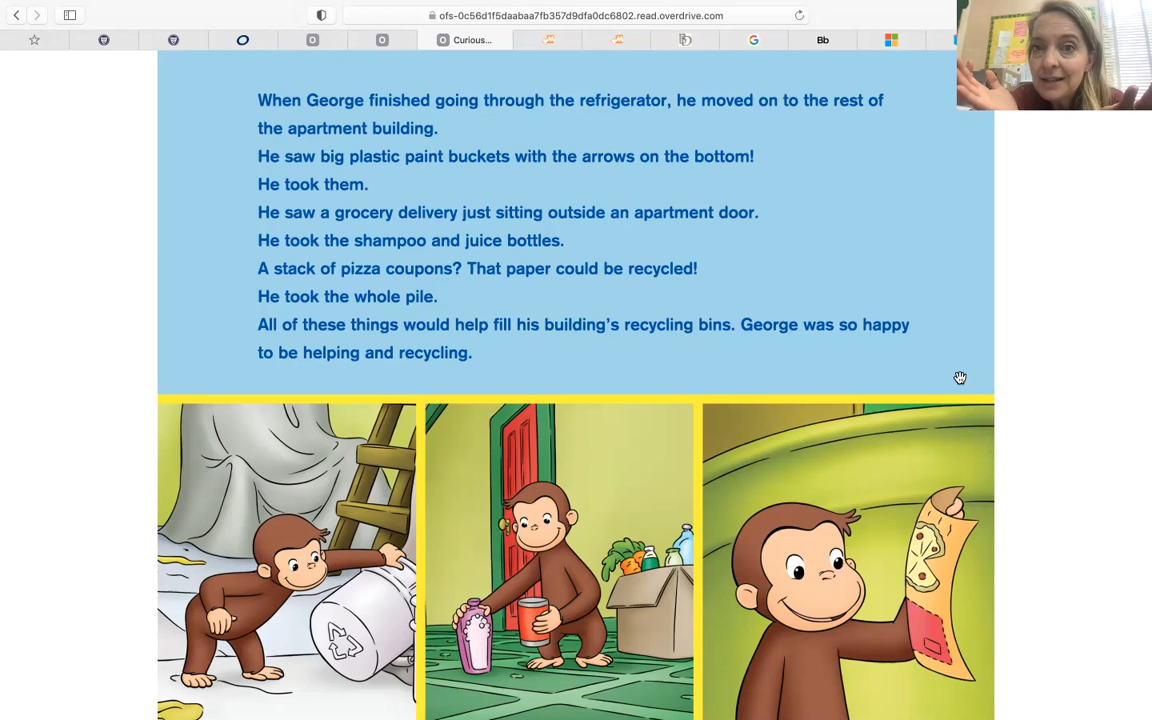 ofs-0c56d1f5daabaa7fb357d9dfa0dc6802.read.overdrive.com
Curious...
Bb
When George finished going through the refrigerator, he moved on to the rest of
the apartment building.
He saw big plastic paint buckets with the arrows on the bottom!
He took them.
He saw a grocery delivery just sitting outside an apartment door.
He took the shampoo and juice bottles.
A stack of pizza coupons? That paper could be recycled!
He took the whole pile.
All of these things would help fill his building’s recycling bins. George was so happy
to be helping and recycling.